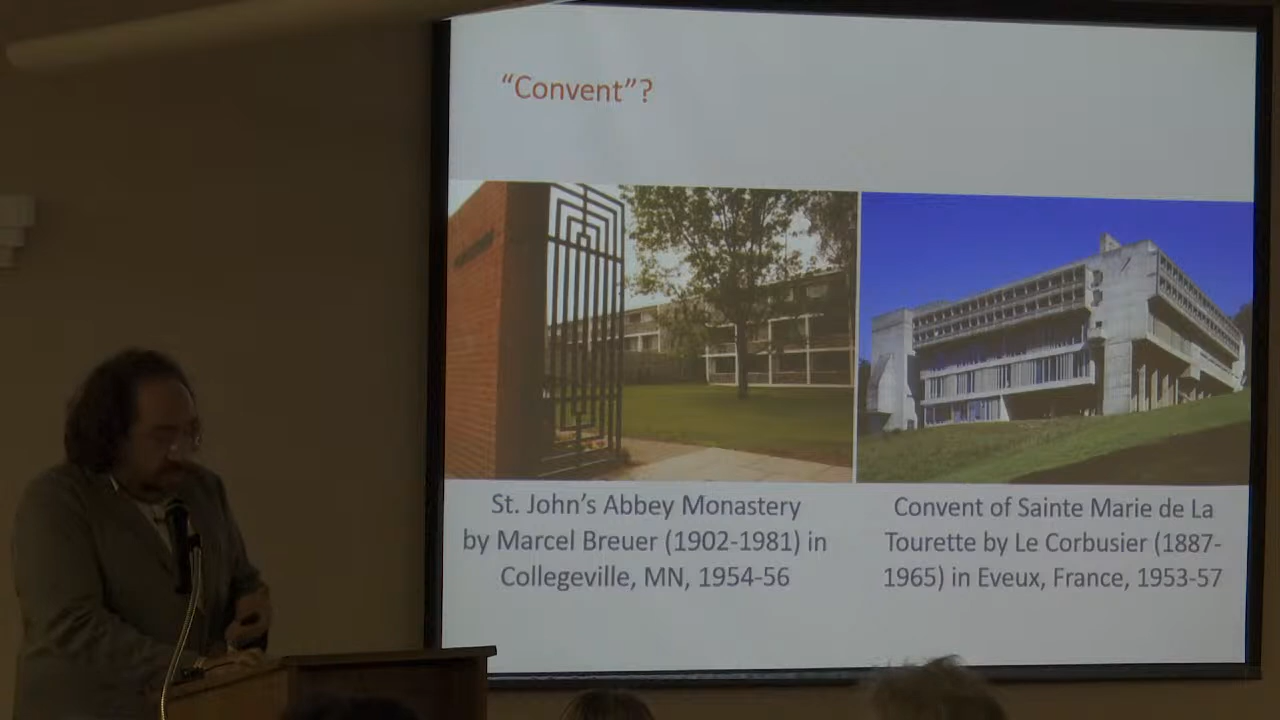 “Convent”?
St. John’s Abbey Monastery
by Marcel Breuer (1902-1981) in
Collegeville, MN, 1954-56
Convent of Sainte Marie de La
Tourette by Le Corbusier (1887-
1965) in Eveux, France, 1953-57